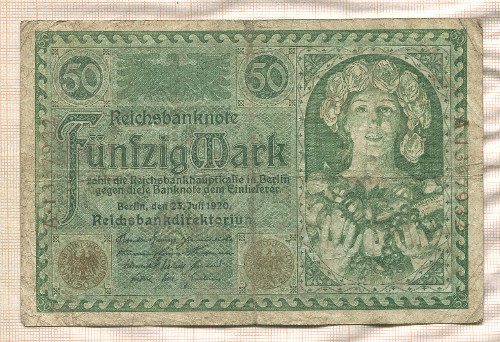 50 50
Reichsbanknote
Fünfzig Mark
zahlt die Reichsbankhauptkasse in Berlin
gegen diese Banknote dem Einlieferer
Berlin, den 23. Juli 1920
Reichsbankdirektorium